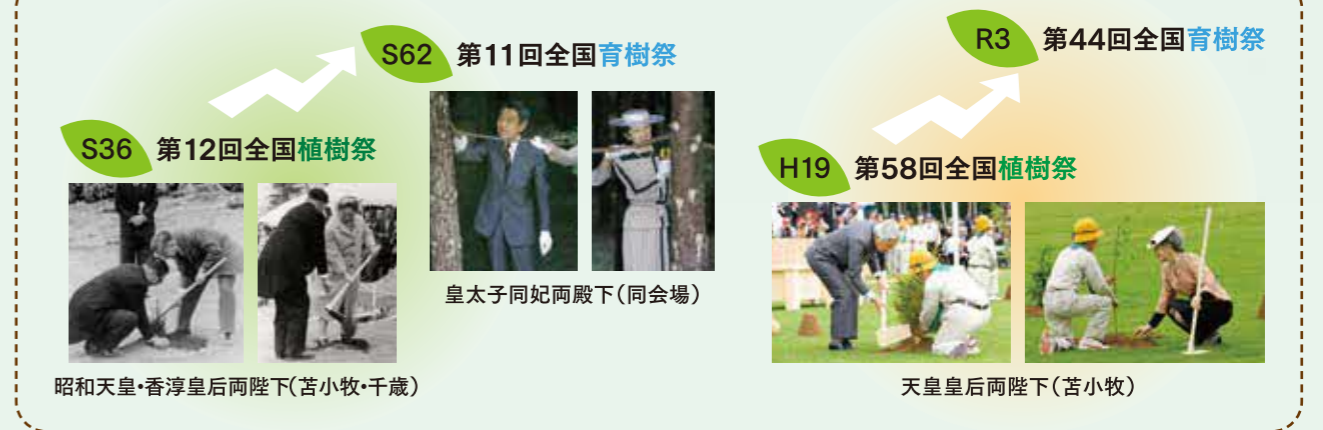 S36 第12回全国植樹祭
昭和天皇・香淳皇后両陛下(苫小牧・千歳)
S62 第11回全国育樹祭
皇太子同妃両殿下(同会場)
H19 第58回全国植樹祭
天皇皇后両陛下(苫小牧)
R3 第44回全国育樹祭